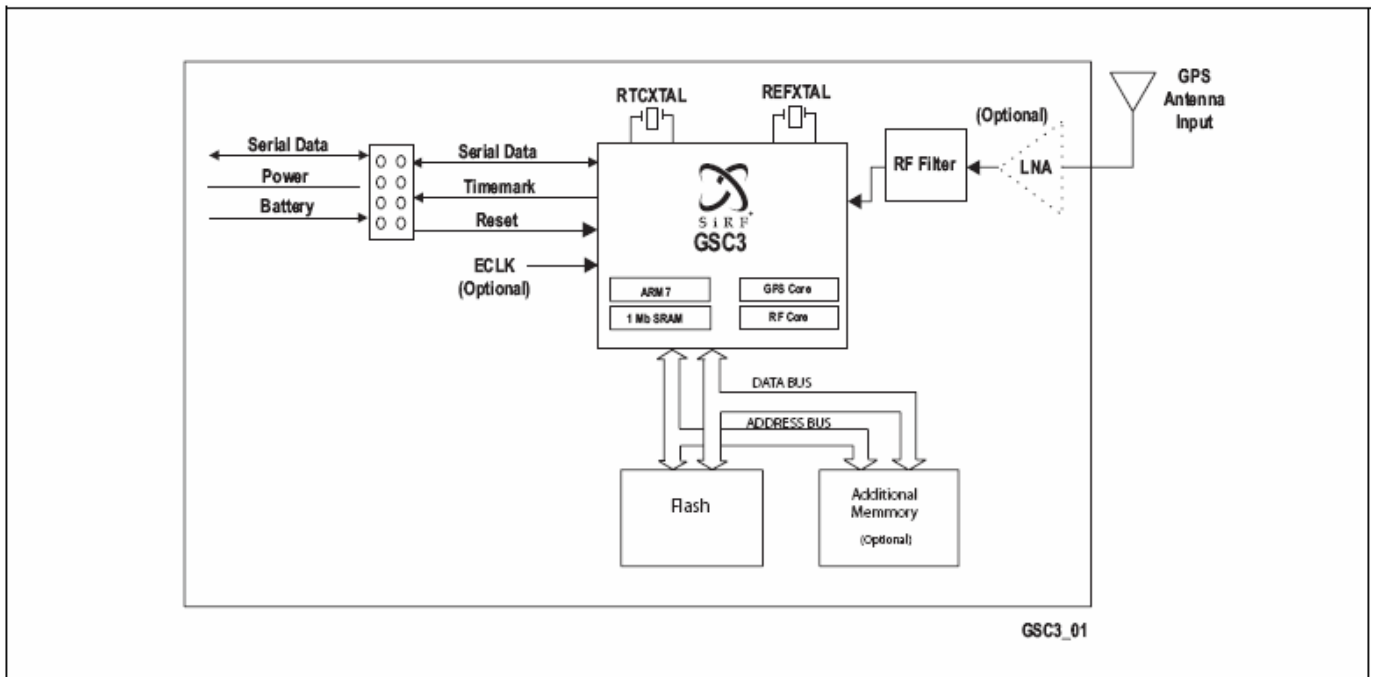 GPS
Antenna
Input
RTCXTAL
REFXTAL
(Optional)
Serial Data
Serial Data
RF Filter
LNA
Power
Timemark
Battery
Reset
SiRF
GSC3
ECLK
(Optional)
ARM 7
GPS Core
1 Mb SRAM
RF Core
DATA BUS
ADDRESS BUS
Flash
Additional
Memmory
(Optional)
GSC3_01